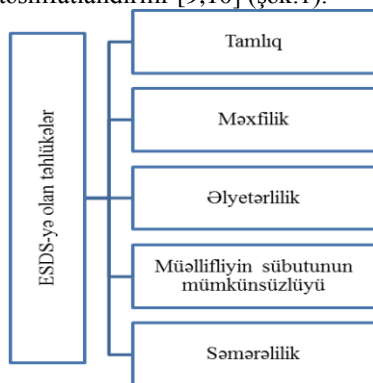 təsnifatlandırılır [9,10] (şək.1).
ESDS-yə olan təhlükələr
Tamlıq
Məxfilik
Əlyetərlilik
Müəllifliyin sübutunun
mümkünsüzlüyü
Səmərəlilik